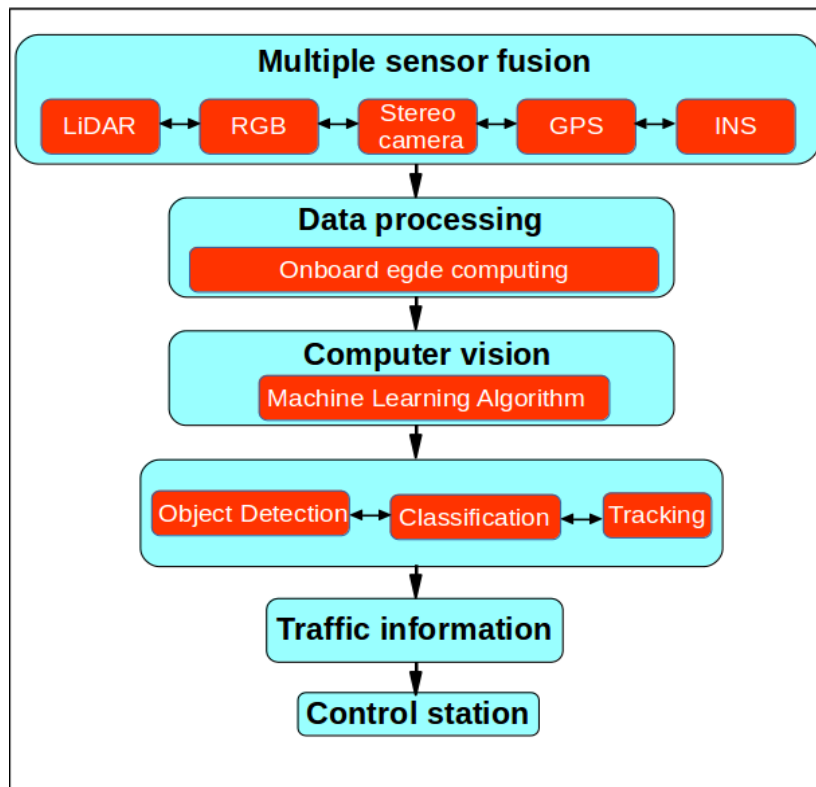 Multiple sensor fusion
LiDAR
RGB
Stereo
camera
GPS
INS
Data processing
Onboard egde computing
Computer vision
Machine Learning Algorithm
Object Detection
Classification
Tracking
Traffic information
Control station